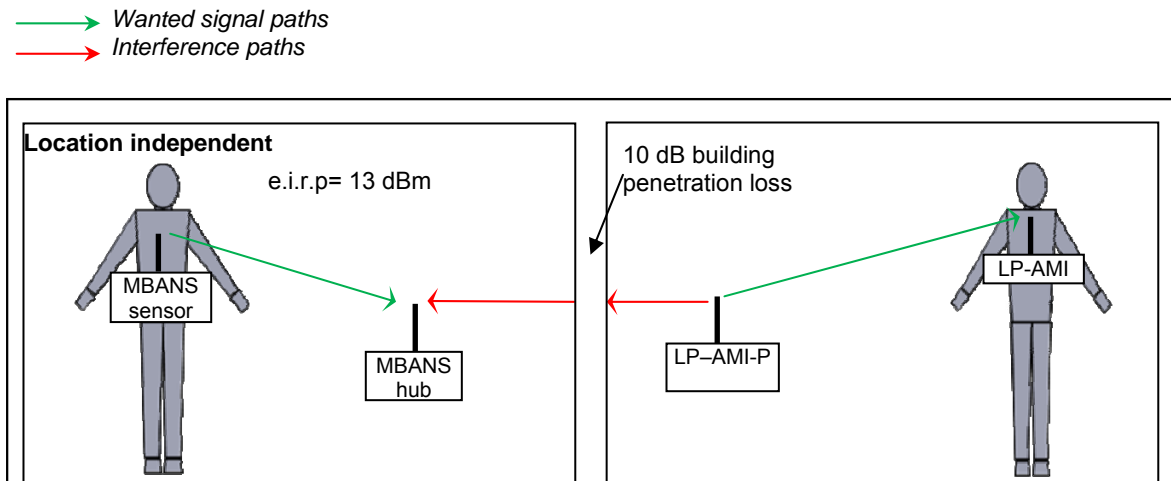 Wanted signal paths
Interference paths
Location independent
e.i.r.p= 13 dBm
10 dB building
penetration loss
MBANS
sensor
MBANS
hub
LP–AMI-P
LP-AMI